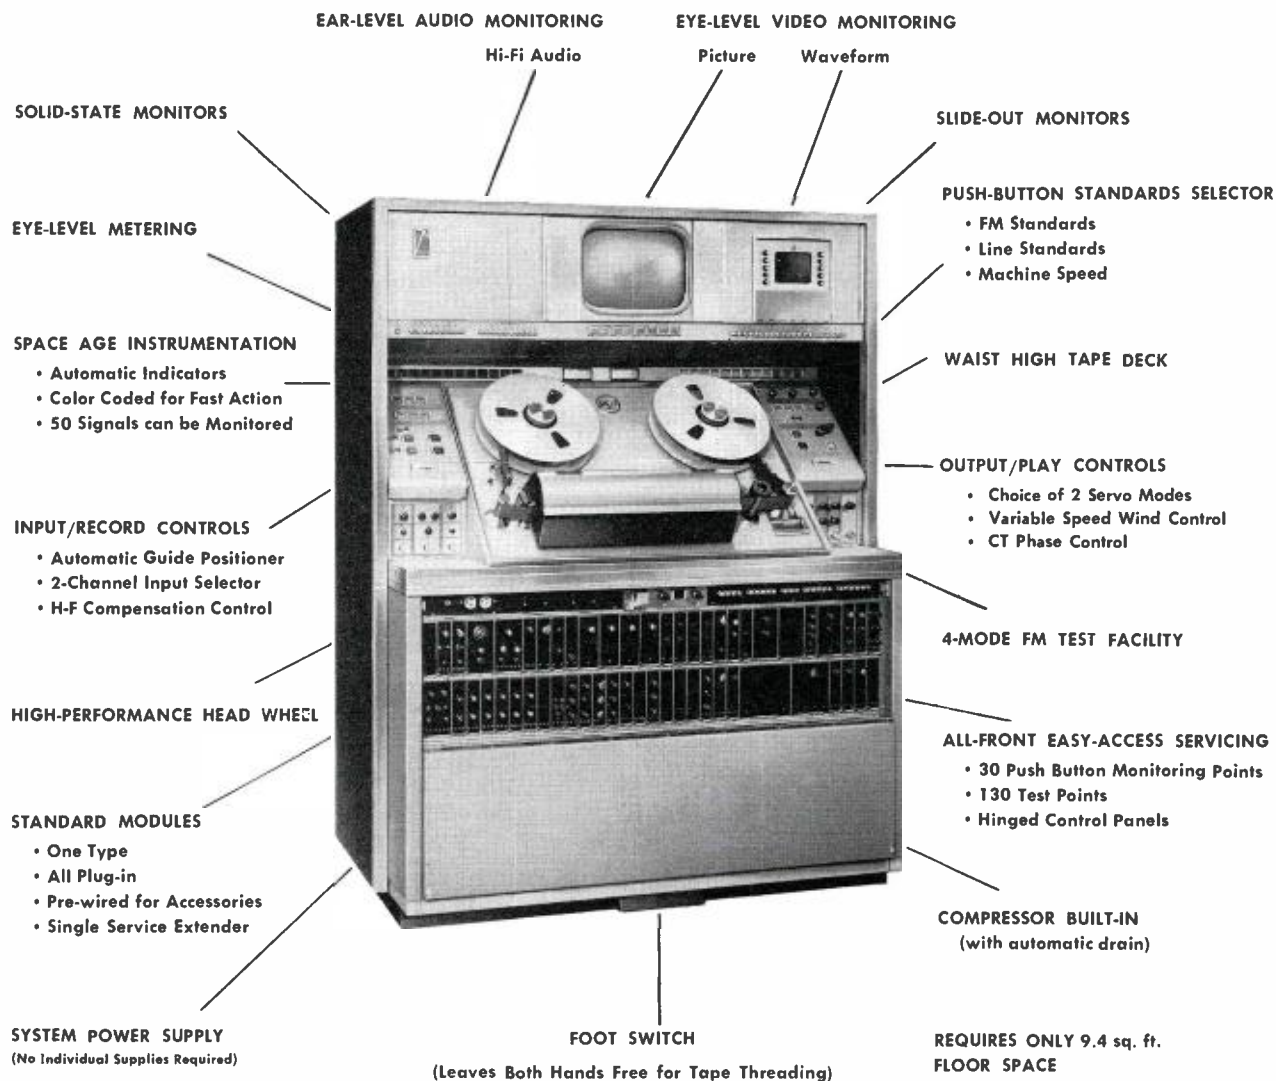 EAR-LEVEL AUDIO MONITORING
Hi-Fi Audio
EYE-LEVEL VIDEO MONITORING
Picture Waveform
SOLID-STATE MONITORS
EYE-LEVEL METERING
SPACE AGE INSTRUMENTATION
• Automatic Indicators
• Color Coded for Fast Action
• 50 Signals can be Monitored
INPUT/RECORD CONTROLS
• Automatic Guide Positioner
• 2-Channel Input Selector
• H-F Compensation Control
HIGH-PERFORMANCE HEAD WHEEL
STANDARD MODULES
• One Type
• All Plug-in
• Pre-wired for Accessories
• Single Service Extender
SYSTEM POWER SUPPLY
(No Individual Supplies Required)
FOOT SWITCH
(Leaves Both Hands Free for Tape Threading)
SLIDE-OUT MONITORS
PUSH-BUTTON STANDARDS SELECTOR
• FM Standards
• Line Standards
• Machine Speed
WAIST HIGH TAPE DECK
OUTPUT/PLAY CONTROLS
• Choice of 2 Servo Modes
• Variable Speed Wind Control
• CT Phase Control
4-MODE FM TEST FACILITY
ALL-FRONT EASY-ACCESS SERVICING
• 30 Push Button Monitoring Points
• 130 Test Points
• Hinged Control Panels
COMPRESSOR BUILT-IN
(with automatic drain)
REQUIRES ONLY 9.4 sq. ft.
FLOOR SPACE